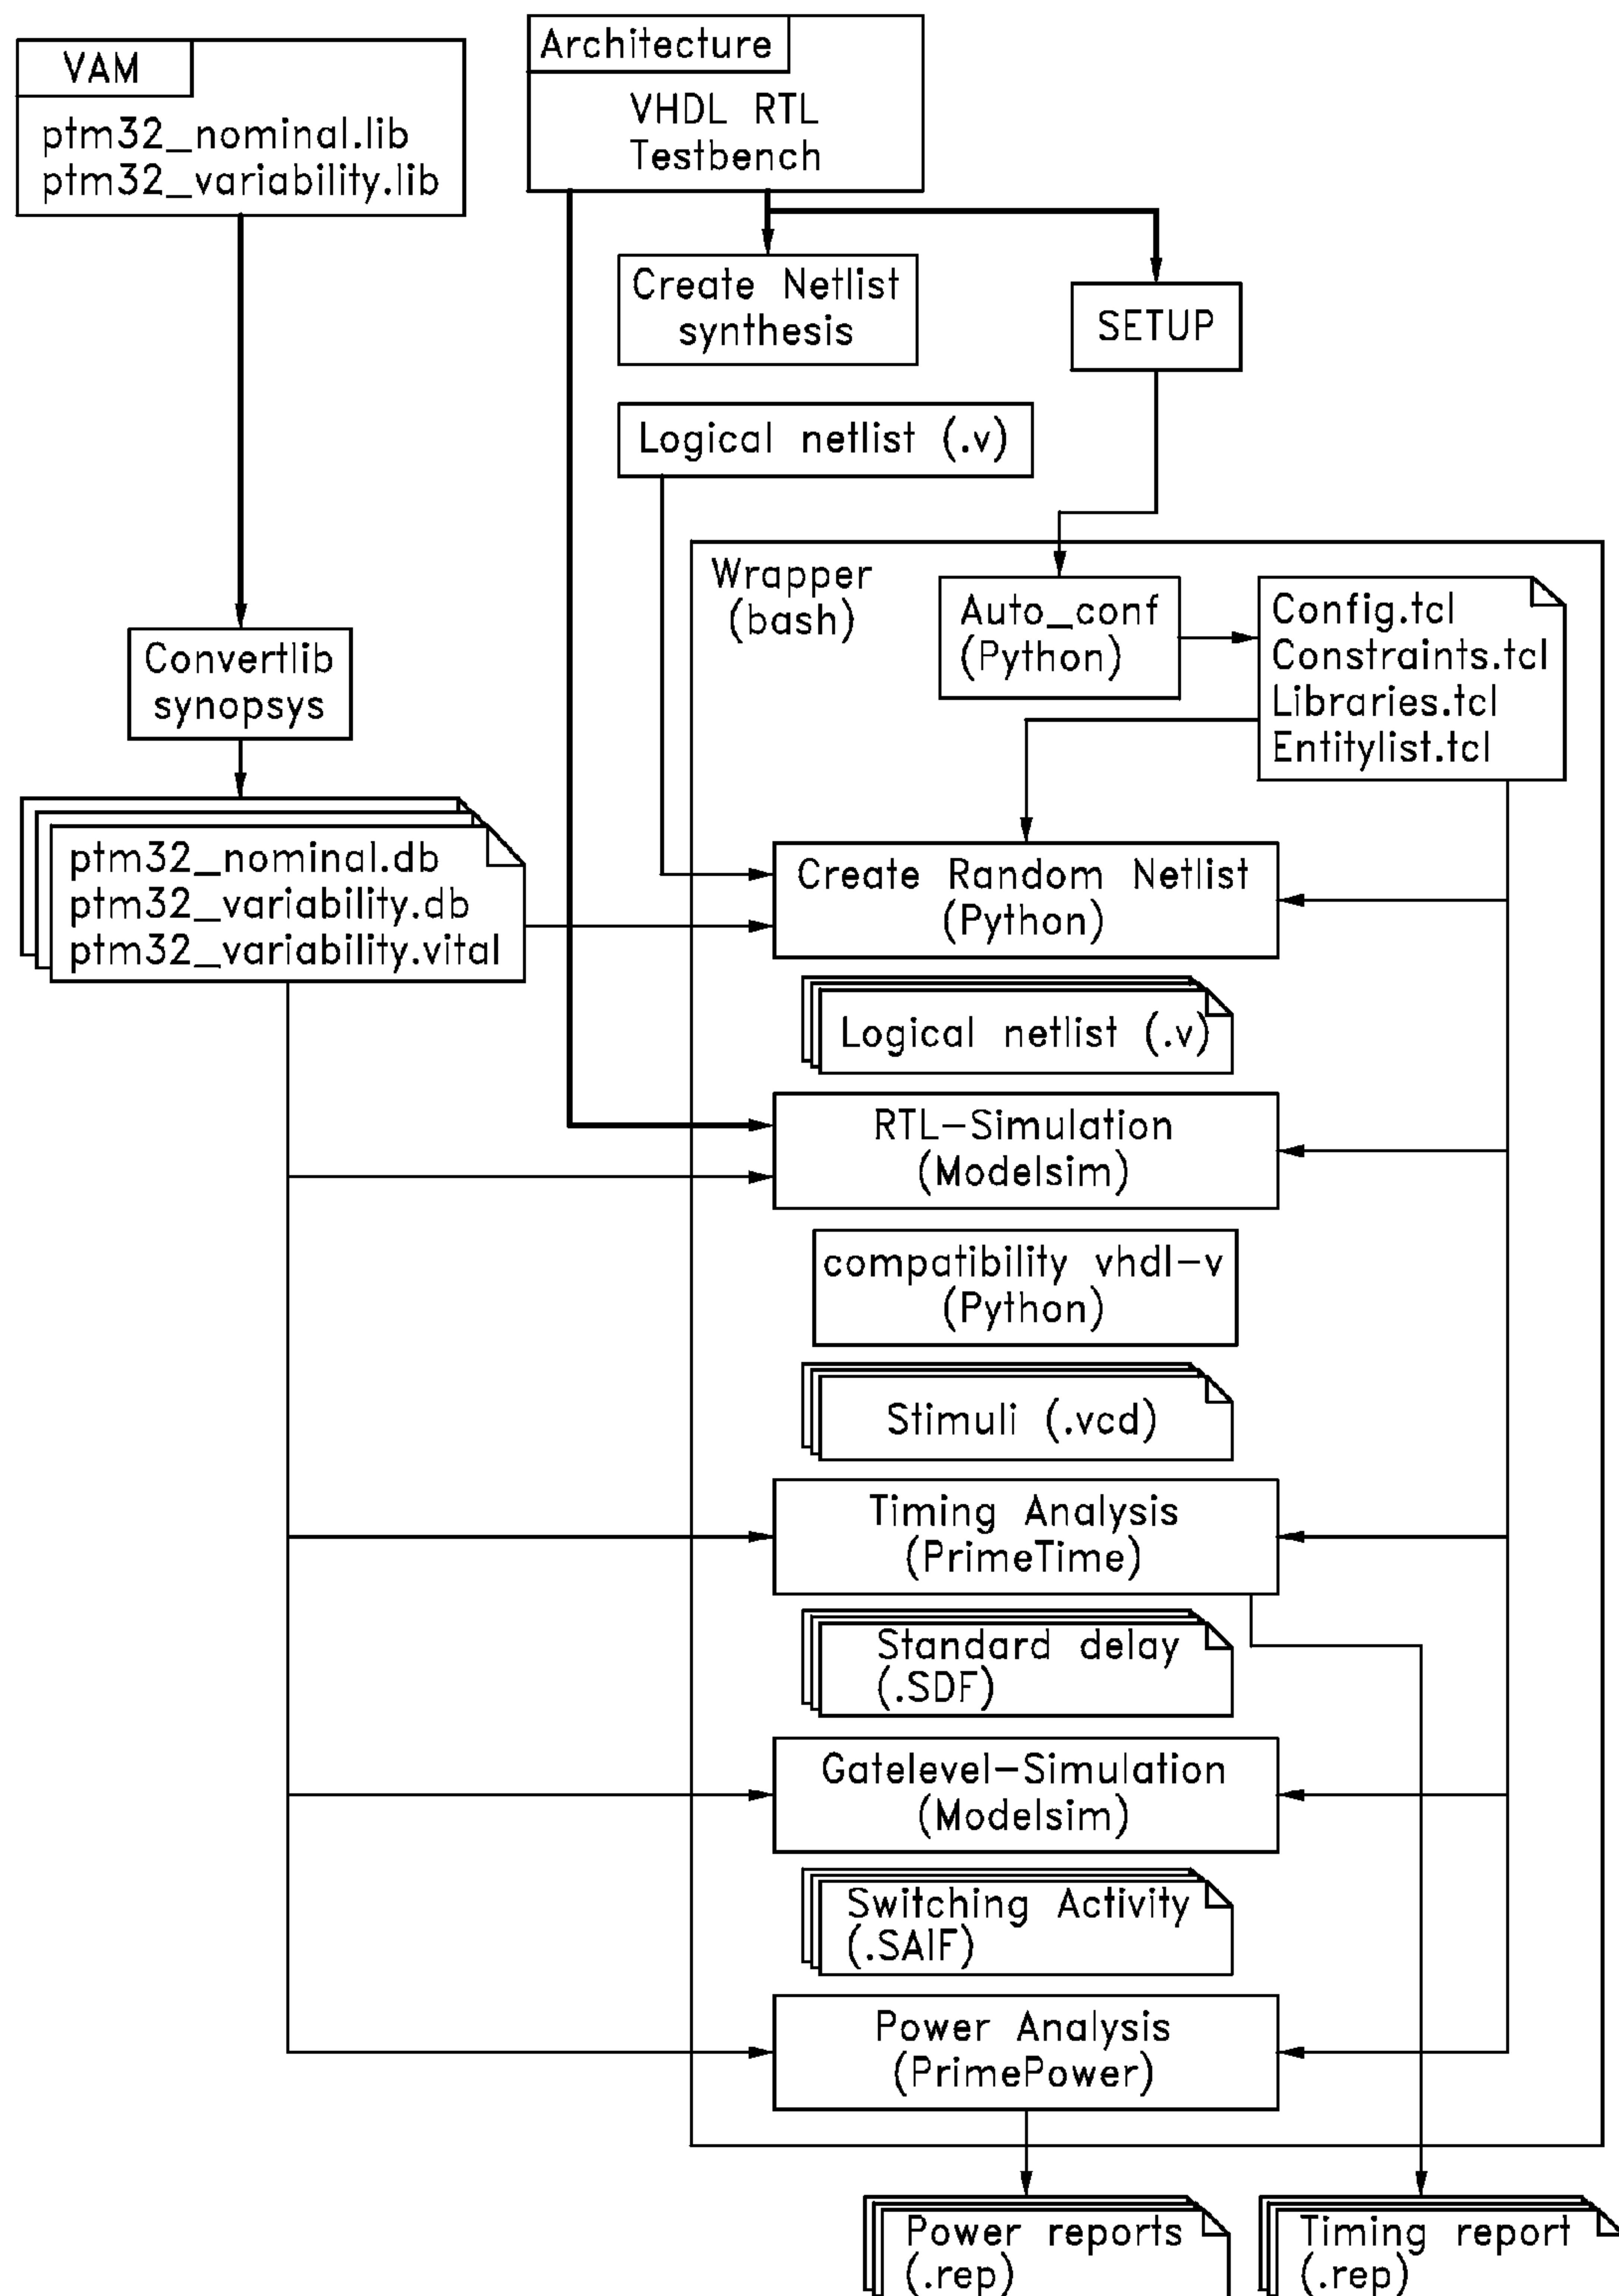 VAM
ptm32_nominal.lib
ptm32_variability.lib
Architecture
VHDL RTL
Testbench
Create Netlist
synthesis
SETUP
Logical netlist (.v)
Wrapper
(bash)
Auto_conf
(Python)
Config.tcl
Constraints.tcl
Libraries.tcl
Entitylist.tcl
Convertlib
synopsys
ptm32_nominal.db
ptm32_variability.db
ptm32_variability.vital
Create Random Netlist
(Python)
Logical netlist (.v)
RTL-Simulation
(Modelsim)
compatibility vhdl-v
(Python)
Stimuli (.vcd)
Timing Analysis
(PrimeTime)
Standard delay
(.SDF)
Gatelevel-Simulation
(Modelsim)
Switching Activity
(.SAIF)
Power Analysis
(PrimePower)
Power reports
(.rep)
Timing report
(.rep)